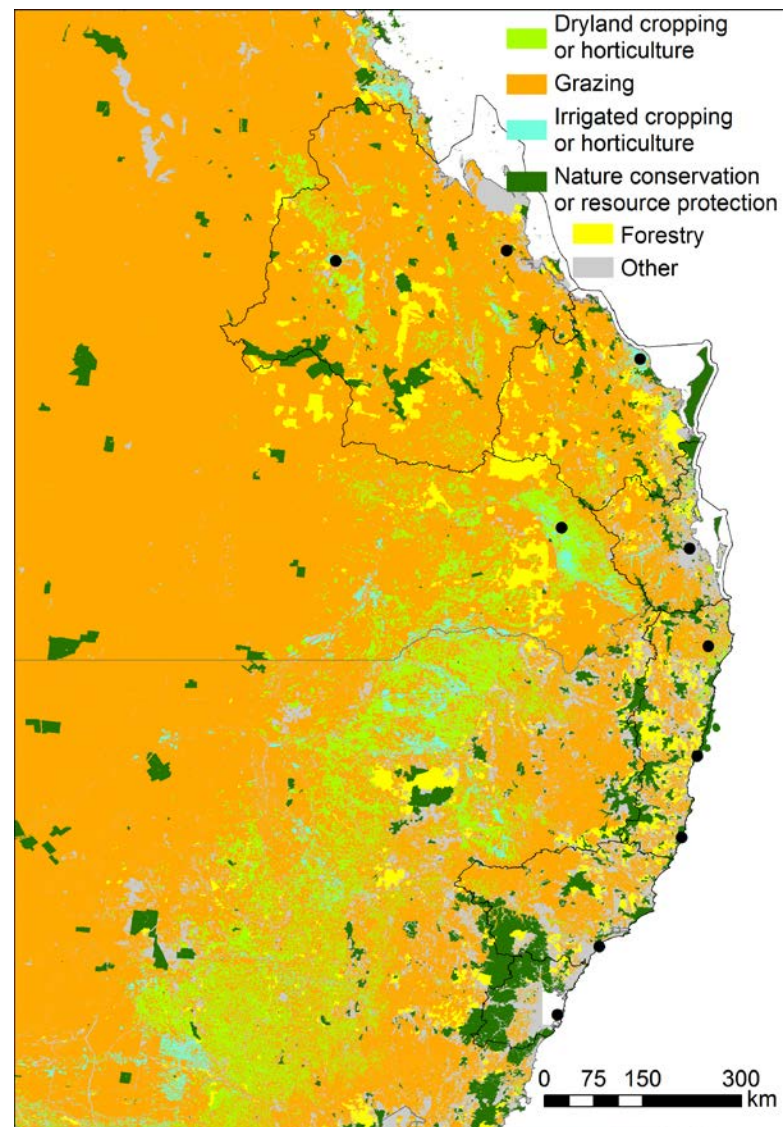 Dryland cropping
or horticulture
Grazing
Irrigated cropping
or horticulture
Nature conservation
or resource protection
Forestry
Other
0 75 150 300
km